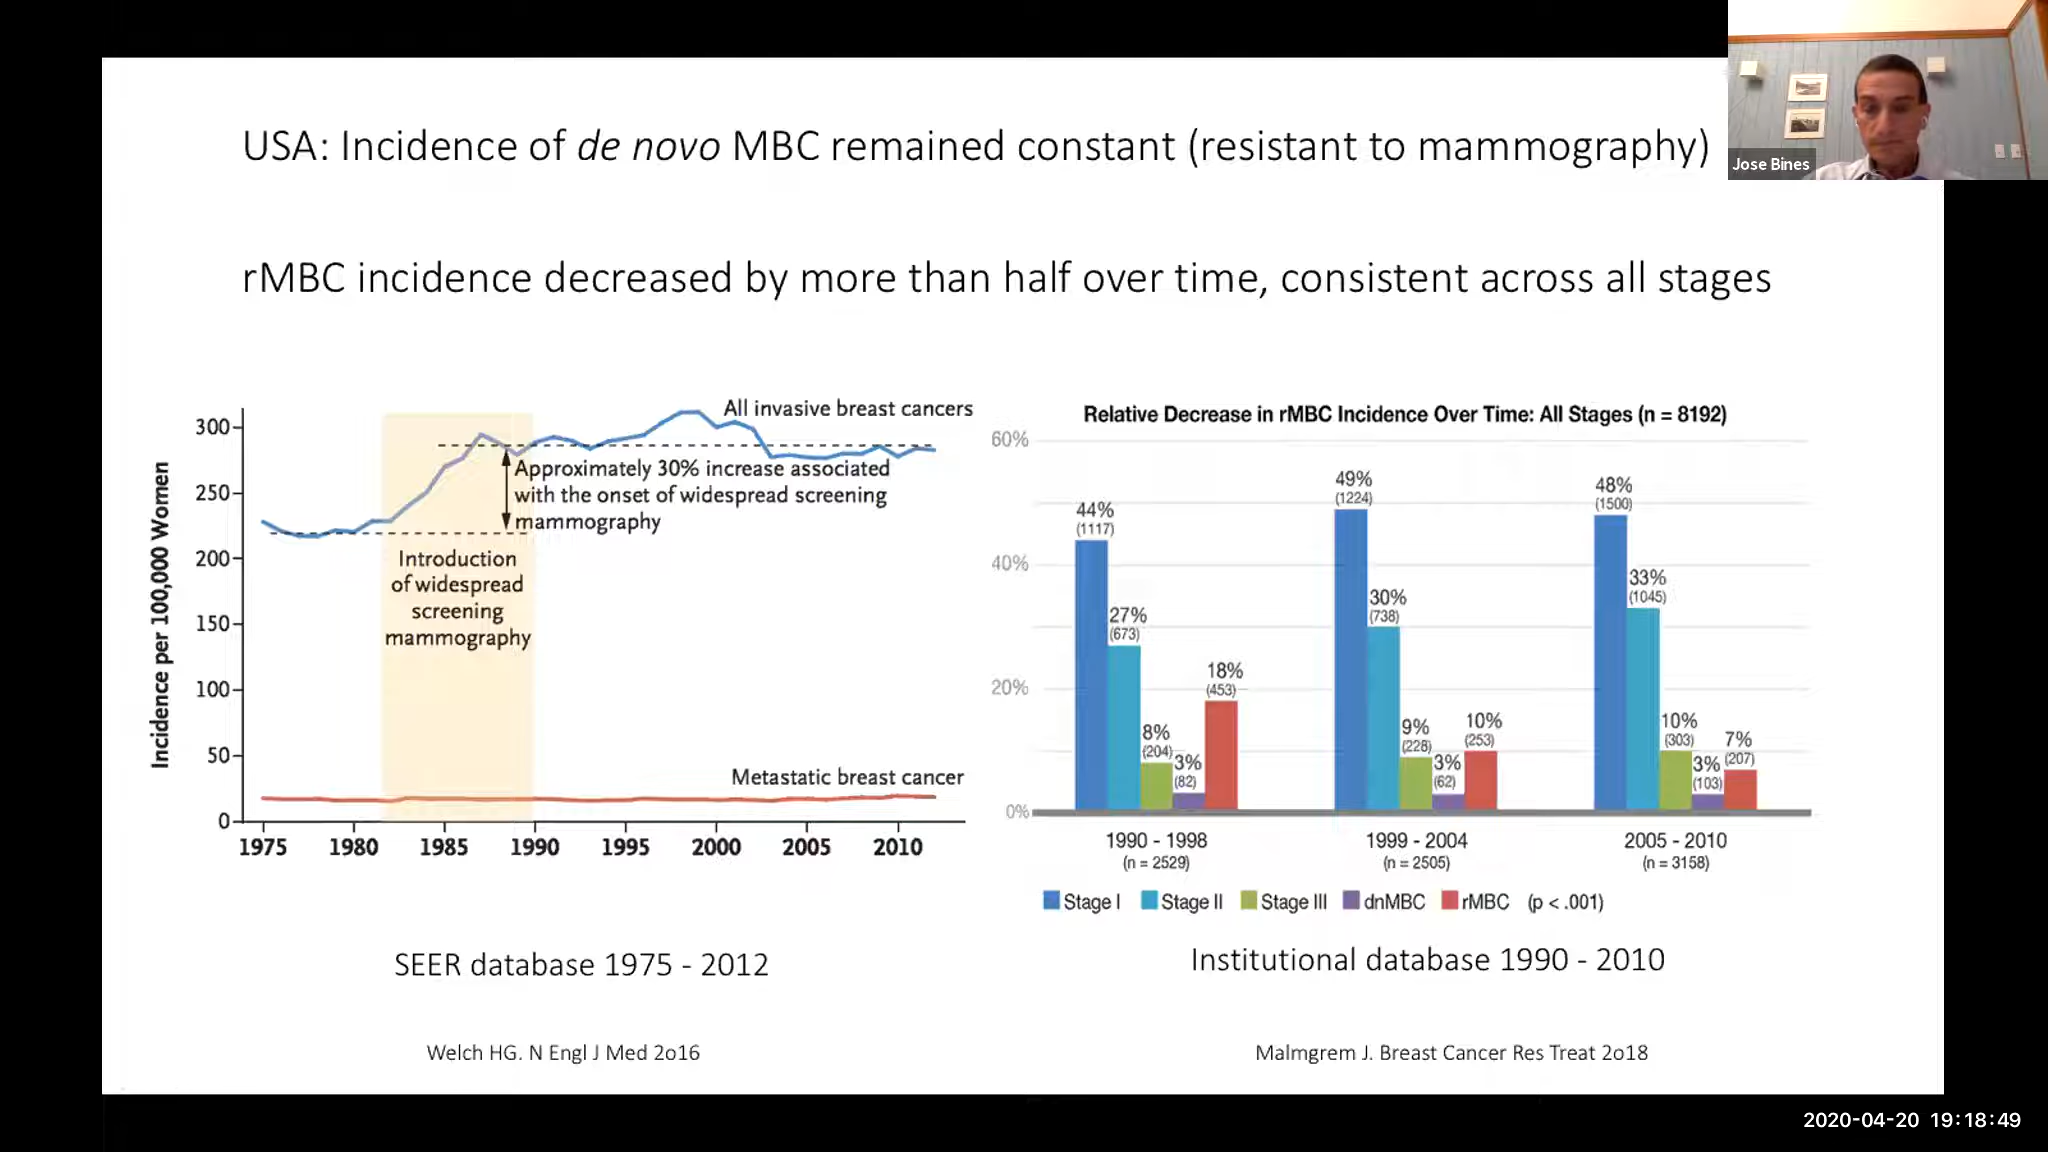 USA: Incidence of de novo MBC remained constant (resistant to mammography)
Jose Bines
rMBC incidence decreased by more than half over time, consistent across all stages
Incidence per 100,000 Women
300
250
200
150
100
50
0
All invasive breast cancers
Approximately 30% increase associated
with the onset of widespread screening
mammography
Introduction
of widespread
screening
mammography
Metastatic breast cancer
1975 1980 1985 1990 1995 2000 2005 2010
SEER database 1975 - 2012
Welch HG. N Engl J Med 2o16
Relative Decrease in rMBC Incidence Over Time: All Stages (n = 8192)
60%
40%
20%
0%
44%
(1117)
27%
(673)
8%
(204)
3%
(82)
18%
(453)
49%
(1224)
30%
(738)
9%
(228)
3%
(62)
10%
(253)
48%
(1500)
33%
(1045)
10%
(303)
3%
(103)
7%
(207)
1990 - 1998 1999 - 2004 2005 - 2010
(n = 2529) (n = 2505) (n = 3158)
Stage I Stage II Stage III dnMBC rMBC (p < .001)
Institutional database 1990 - 2010
Malmgrem J. Breast Cancer Res Treat 2o18
2020-04-20 19:18:49